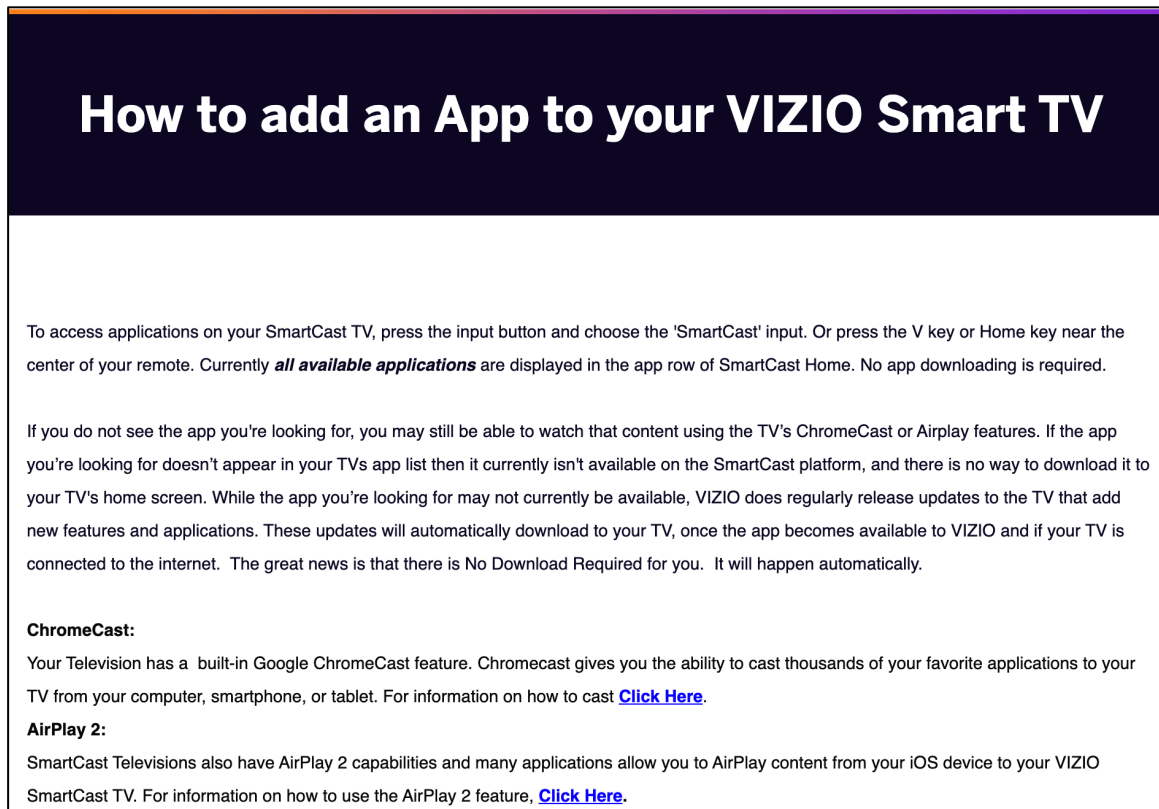 How to add an App to your VIZIO Smart TV
To access applications on your SmartCast TV, press the input button and choose the 'SmartCast' input. Or press the V key or Home key near the
center of your remote. Currently all available applications are displayed in the app row of SmartCast Home. No app downloading is required.
If you do not see the app you're looking for, you may still be able to watch that content using the TV’s ChromeCast or Airplay features. If the app
you’re looking for doesn’t appear in your TVs app list then it currently isn't available on the SmartCast platform, and there is no way to download it to
your TV's home screen. While the app you’re looking for may not currently be available, VIZIO does regularly release updates to the TV that add
new features and applications. These updates will automatically download to your TV, once the app becomes available to VIZIO and if your TV is
connected to the internet.  The great news is that there is No Download Required for you.  It will happen automatically.
ChromeCast:
Your Television has a  built-in Google ChromeCast feature. Chromecast gives you the ability to cast thousands of your favorite applications to your
TV from your computer, smartphone, or tablet. For information on how to cast Click Here.
AirPlay 2:
SmartCast Televisions also have AirPlay 2 capabilities and many applications allow you to AirPlay content from your iOS device to your VIZIO
SmartCast TV. For information on how to use the AirPlay 2 feature, Click Here.